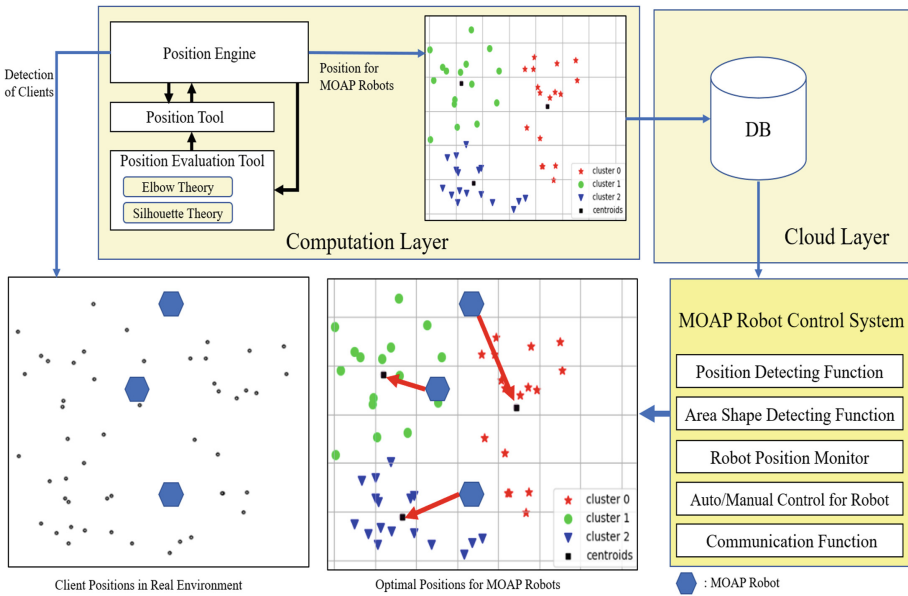 Detection
of Clients
Position Engine
Position for
MOAP Robots
Position Tool
Position Evaluation Tool
Elbow Theory
Silhouette Theory
cluster 0
cluster 1
cluster 2
centroids
Computation Layer
DB
Cloud Layer
MOAP Robot Control System
Position Detecting Function
Area Shape Detecting Function
Robot Position Monitor
Auto/Manual Control for Robot
Communication Function
cluster 0
cluster 1
cluster 2
centroids
Client Positions in Real Environment
Optimal Positions for MOAP Robots
: MOAP Robot